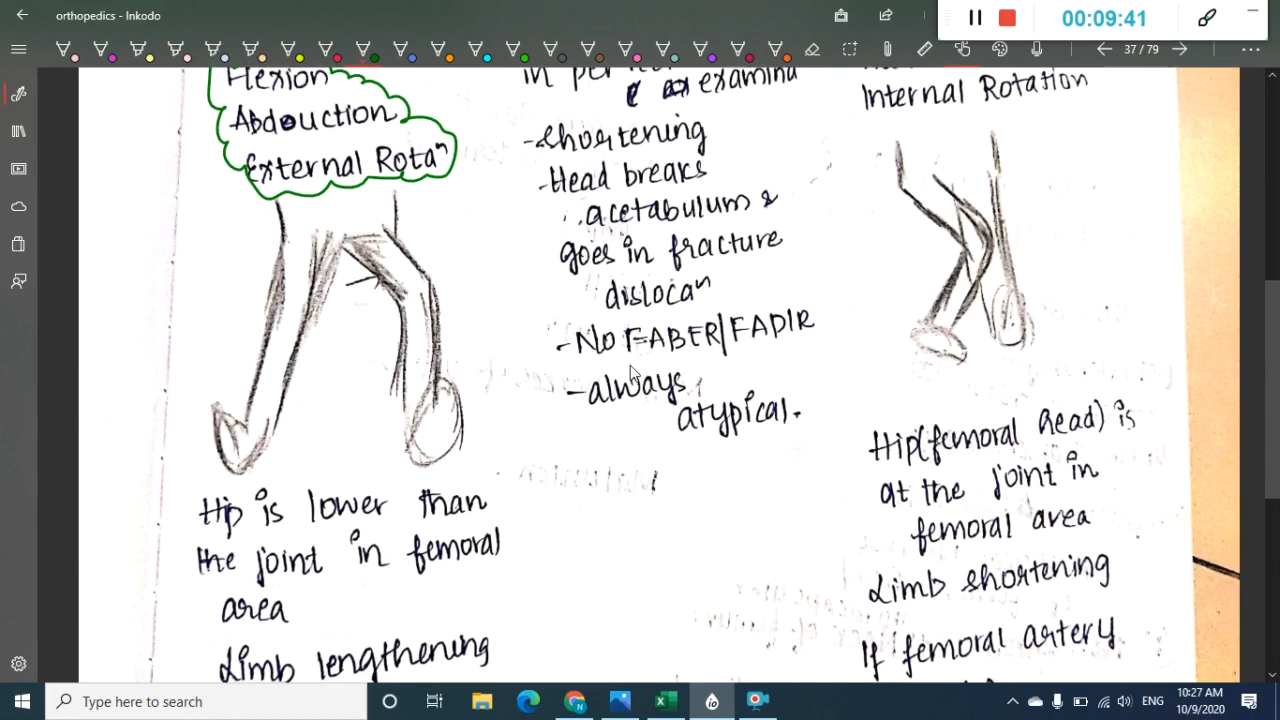 orthopedics - Inkodo
00:09:41
37 / 79
Flexion
Abdouction
External Rotaⁿ
Hip is lower than
the joint in femoral
area
Limb lengthening
examina
-Shortening
-Head breaks
acetabulum &
goes in fracture
dislocaⁿ
-No FABER/FADIR
-always
atypical.
Internal Rotation
Hip(femoral head) is
at the joint in
femoral area
Limb shortening
If femoral artery
Type here to search
ENG
10:27 AM
10/9/2020